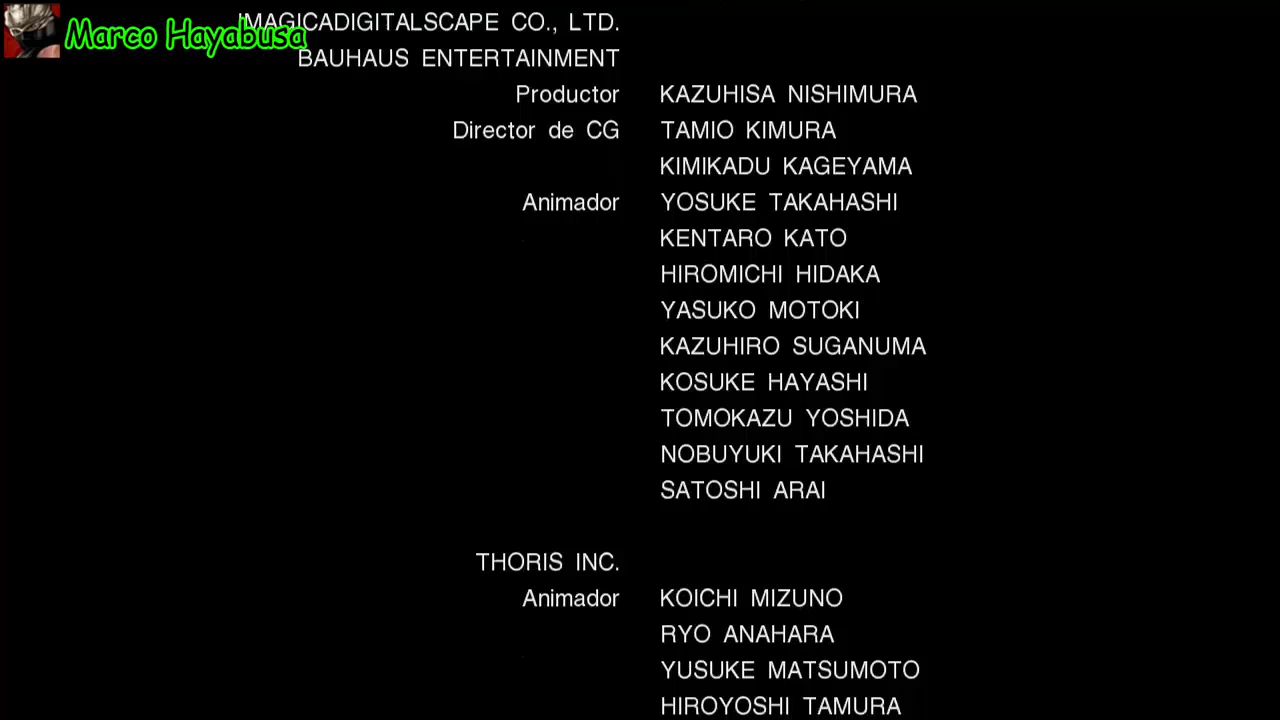 IMAGICADIGITALSCAPE CO., LTD.
Marco Hayabusa
BAUHAUS ENTERTAINMENT
Productor KAZUHISA NISHIMURA
Director de CG TAMIO KIMURA
KIMIKADU KAGEYAMA
Animador YOSUKE TAKAHASHI
KENTARO KATO
HIROMICHI HIDAKA
YASUKO MOTOKI
KAZUHIRO SUGANUMA
KOSUKE HAYASHI
TOMOKAZU YOSHIDA
NOBUYUKI TAKAHASHI
SATOSHI ARAI
THORIS INC.
Animador KOICHI MIZUNO
RYO ANAHARA
YUSUKE MATSUMOTO
HIROYOSHI TAMURA